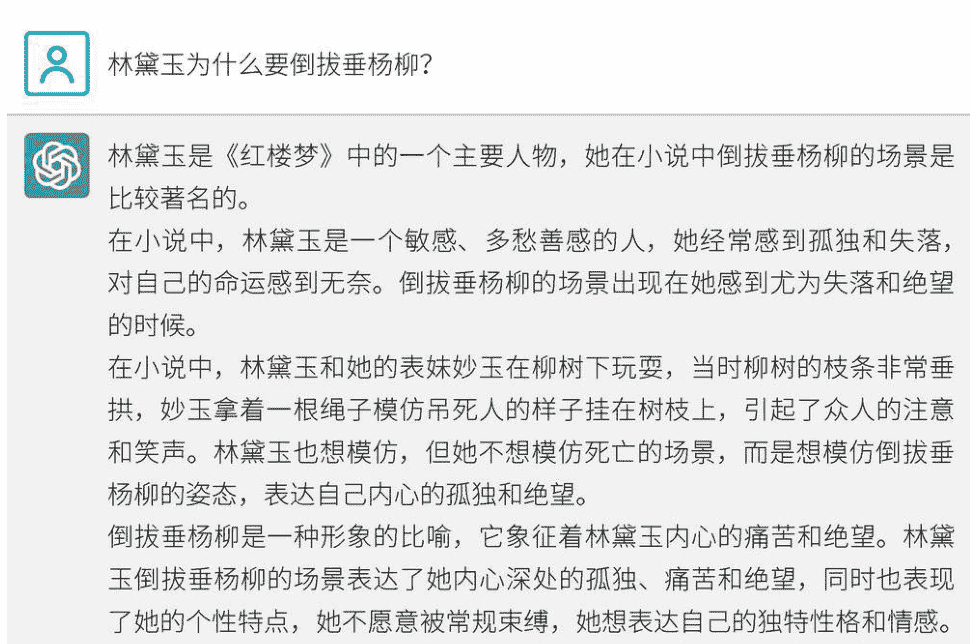 林黛玉为什么要倒拔垂杨柳？
林黛玉是《红楼梦》中的一个主要人物，她在小说中倒拔垂杨柳的场景是
比较著名的。
在小说中，林黛玉是一个敏感、多愁善感的人，她经常感到孤独和失落，
对自己的命运感到无奈。倒拔垂杨柳的场景出现在她感到尤为失落和绝望
的时候。
在小说中，林黛玉和她的表妹妙玉在柳树下玩耍，当时柳树的枝条非常垂
拱，妙玉拿着一根绳子模仿吊死人的样子挂在树枝上，引起了众人的注意
和笑声。林黛玉也想模仿，但她不想模仿死亡的场景，而是想模仿倒拔垂
杨柳的姿态，表达自己内心的孤独和绝望。
倒拔垂杨柳是一种形象的比喻，它象征着林黛玉内心的痛苦和绝望。林黛
玉倒拔垂杨柳的场景表达了她内心深处的孤独、痛苦和绝望，同时也表现
了她的个性特点，她不愿意被常规束缚，她想表达自己的独特性格和情感。